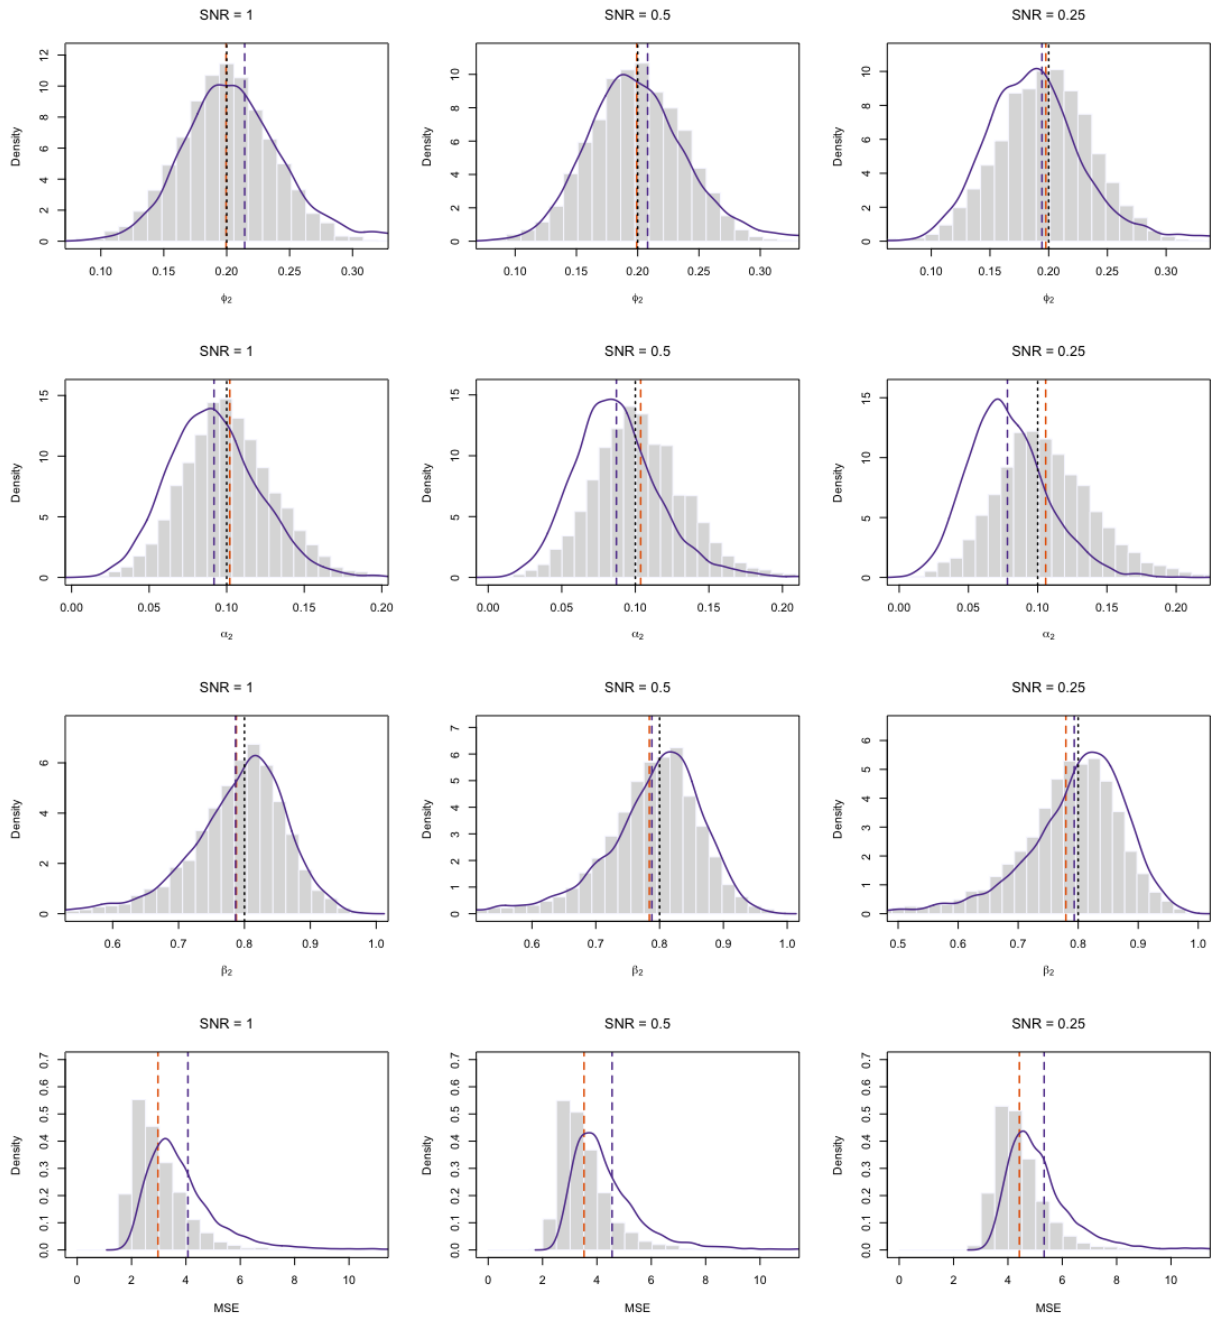 SNR = 1 SNR = 0.5 SNR = 0.25
Density 0 2 4 6 8 10 12
0.10 0.15 0.20 0.25 0.30
ϕ₂
Density 0 2 4 6 8 10
0.10 0.15 0.20 0.25 0.30
ϕ₂
Density 0 2 4 6 8 10
0.10 0.15 0.20 0.25 0.30
ϕ₂
SNR = 1 SNR = 0.5 SNR = 0.25
Density 0 5 10 15
0.00 0.05 0.10 0.15 0.20
α₂
Density 0 5 10 15
0.00 0.05 0.10 0.15 0.20
α₂
Density 0 5 10 15
0.00 0.05 0.10 0.15 0.20
α₂
SNR = 1 SNR = 0.5 SNR = 0.25
Density 0 2 4 6
0.6 0.7 0.8 0.9 1.0
β₂
Density 0 1 2 3 4 5 6 7
0.6 0.7 0.8 0.9 1.0
β₂
Density 0 1 2 3 4 5 6
0.5 0.6 0.7 0.8 0.9 1.0
β₂
SNR = 1 SNR = 0.5 SNR = 0.25
Density 0.0 0.1 0.2 0.3 0.4 0.5 0.6 0.7
0 2 4 6 8 10
MSE
Density 0.0 0.1 0.2 0.3 0.4 0.5 0.6 0.7
0 2 4 6 8 10
MSE
Density 0.0 0.1 0.2 0.3 0.4 0.5 0.6 0.7
0 2 4 6 8 10
MSE